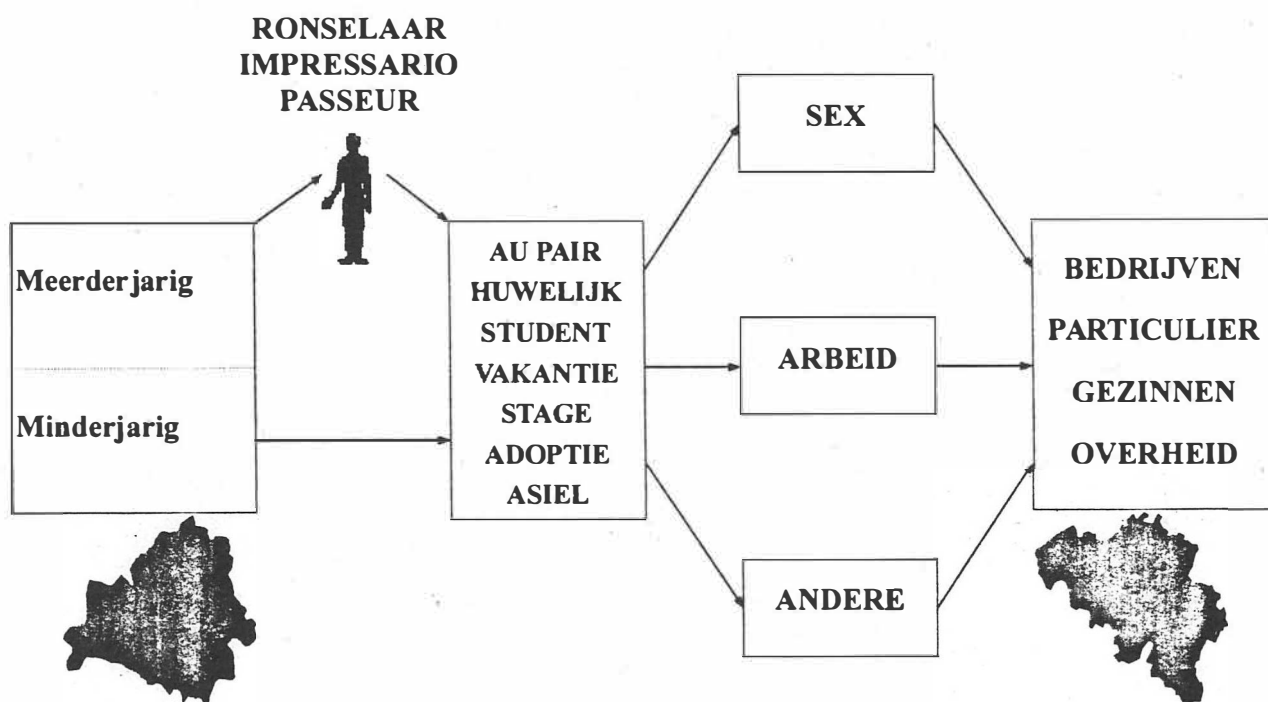 RONSELAAR
IMPRESSARIO
PASSEUR
Meerderjarig
Minderjarig
AU PAIR
HUWELIJK
STUDENT
VAKANTIE
STAGE
ADOPTIE
ASIEL
SEX
ARBEID
ANDERE
BEDRIJVEN
PARTICULIER
GEZINNEN
OVERHEID